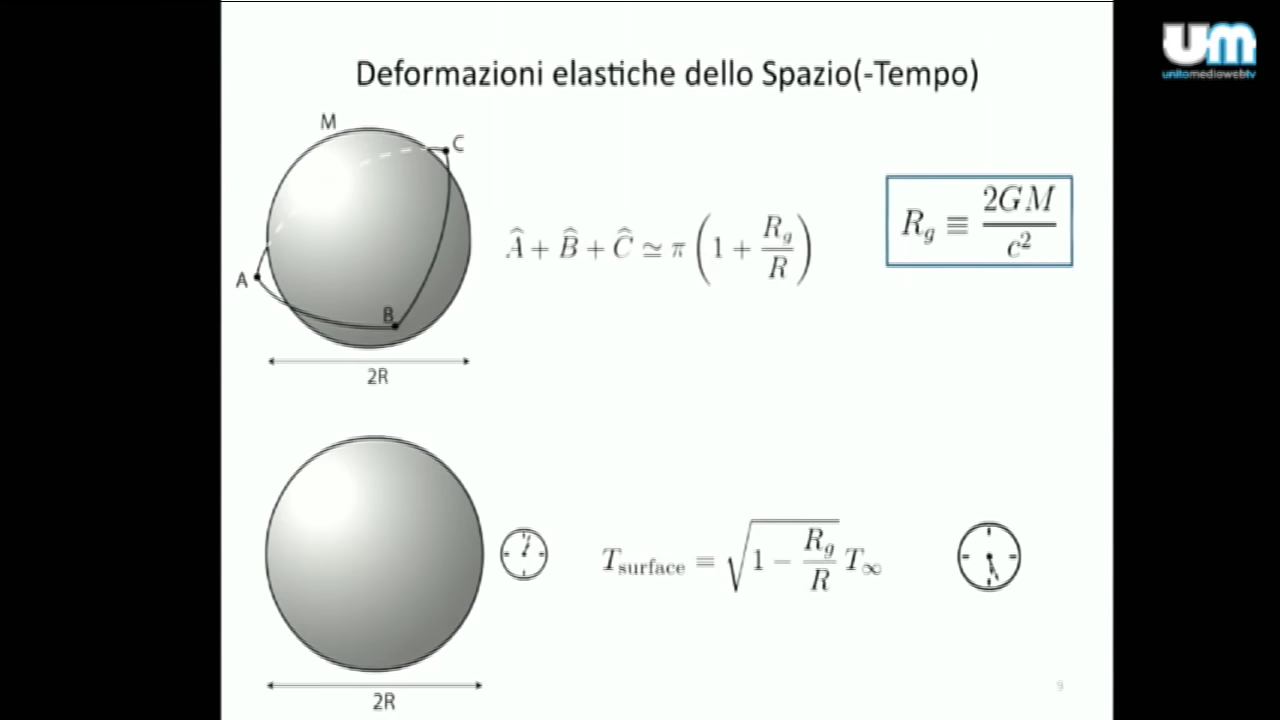 um
unitomediawebtv
Deformazioni elastiche dello Spazio(-Tempo)
M
C
A
B
2R
Â + B̂ + Ĉ ≃ π (1 + R_g/R)
R_g ≡ 2GM/c²
T_surface ≡ √(1 − R_g/R) T_∞
2R
9